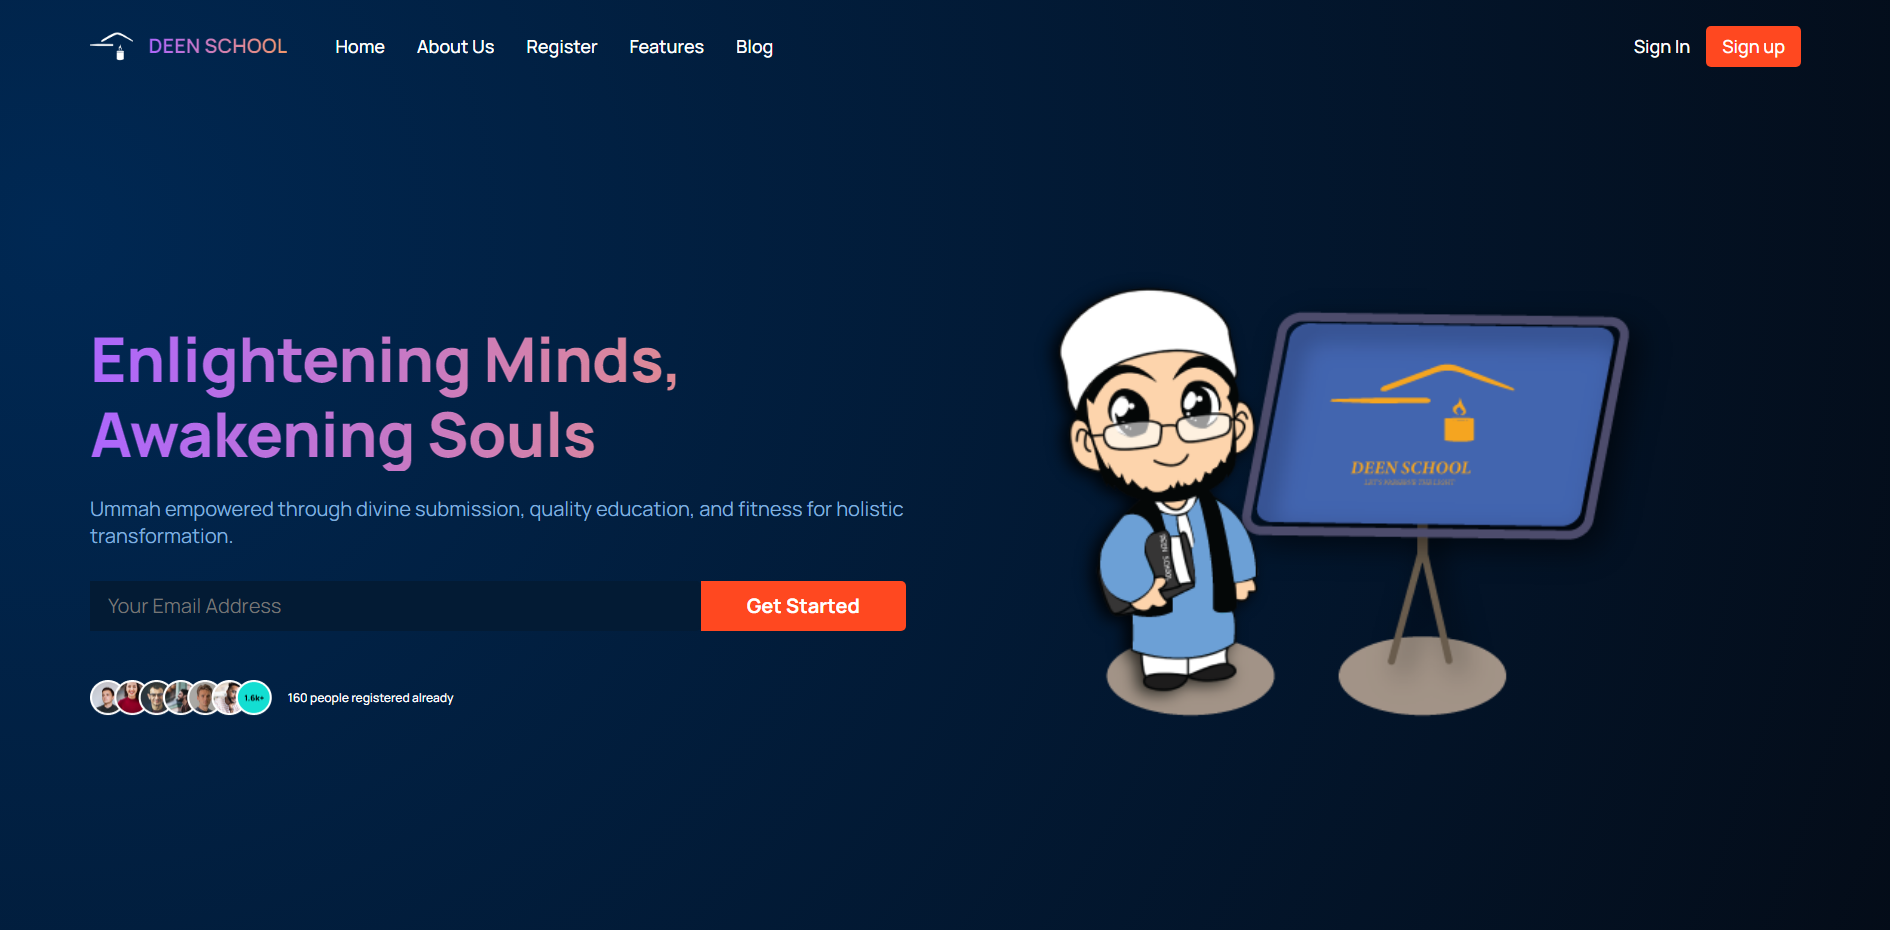 DEEN SCHOOL
Home
About Us
Register
Features
Blog
Sign In
Sign up
Enlightening Minds,
Awakening Souls
Ummah empowered through divine submission, quality education, and fitness for holistic
transformation.
Your Email Address
Get Started
1.6k+
160 people registered already
DEEN SCHOOL
DEEN SCHOOL